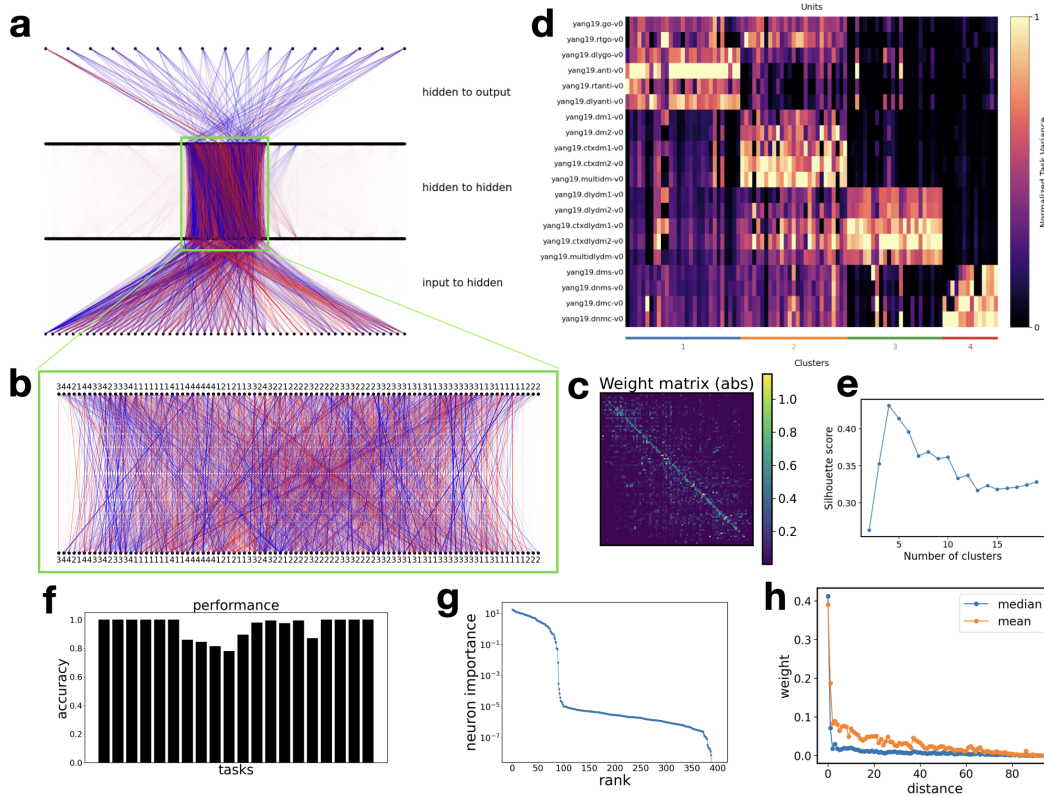 a
hidden to output
hidden to hidden
input to hidden
b
c
Weight matrix (abs)
1.0
0.8
0.6
0.4
0.2
d
Units
yang19.go-v0
yang19.rtgo-v0
yang19.dlygo-v0
yang19.anti-v0
yang19.rtanti-v0
yang19.dlyanti-v0
yang19.dm1-v0
yang19.dm2-v0
yang19.ctxdm1-v0
yang19.ctxdm2-v0
yang19.multidm-v0
yang19.dlydm1-v0
yang19.dlydm2-v0
yang19.ctxdlydm1-v0
yang19.ctxdlydm2-v0
yang19.multidlydm-v0
yang19.dms-v0
yang19.dnms-v0
yang19.dmc-v0
yang19.dnmc-v0
1 2 3 4
Clusters
1
0
Normalized Task Variance
e
Silhouette score
0.40
0.35
0.30
5 10 15
Number of clusters
f
performance
accuracy
1.0
0.8
0.6
0.4
0.2
0.0
tasks
g
neuron importance
10¹
10⁻¹
10⁻³
10⁻⁵
10⁻⁷
0 50 100 150 200 250 300 350 400
rank
h
weight
0.4
0.3
0.2
0.1
0.0
0 20 40 60 80
distance
median
mean